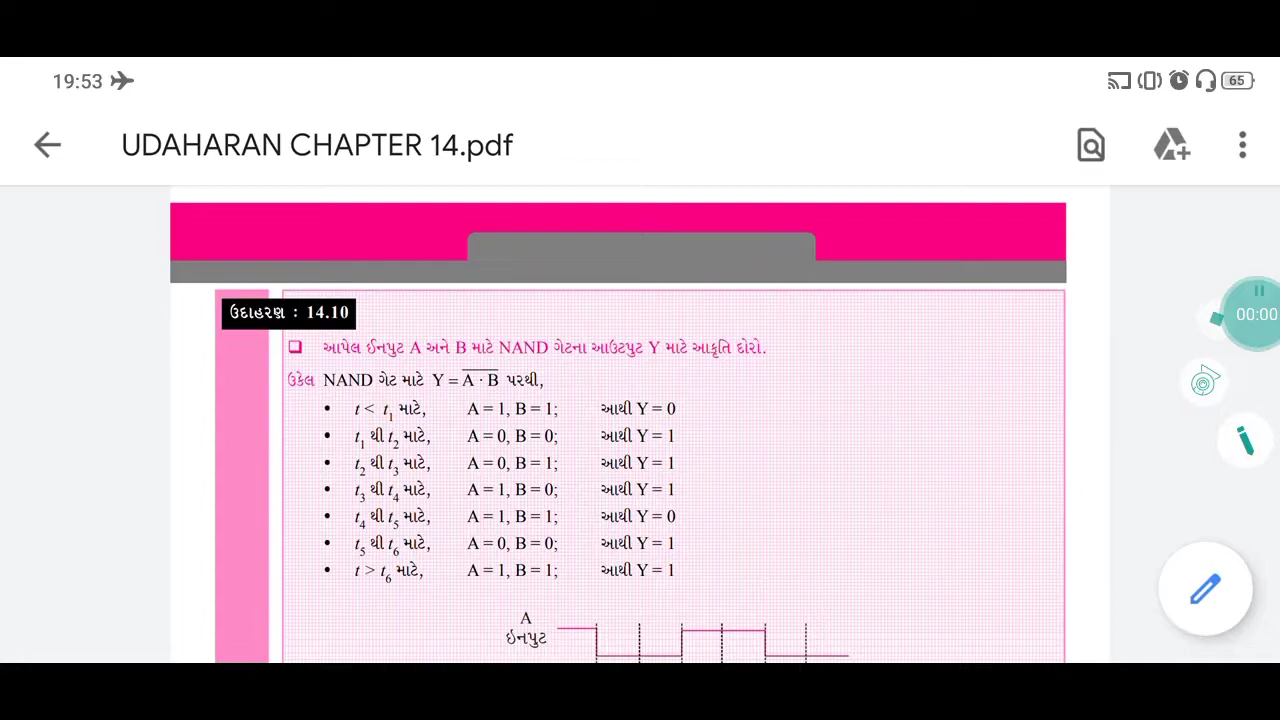 19:53
65
UDAHARAN CHAPTER 14.pdf
00:00
ઉદાહરણ : 14.10
❑ આપેલ ઈનપુટ A અને B માટે NAND ગેટના આઉટપુટ Y માટે આકૃતિ દોરો.
ઉકેલ NAND ગેટ માટે Y = \overline{A · B} પરથી,
• t < t₁ માટે, A = 1, B = 1; આથી Y = 0
• t₁ થી t₂ માટે, A = 0, B = 0; આથી Y = 1
• t₂ થી t₃ માટે, A = 0, B = 1; આથી Y = 1
• t₃ થી t₄ માટે, A = 1, B = 0; આથી Y = 1
• t₄ થી t₅ માટે, A = 1, B = 1; આથી Y = 0
• t₅ થી t₆ માટે, A = 0, B = 0; આથી Y = 1
• t > t₆ માટે, A = 1, B = 1; આથી Y = 1
A
ઇનપુટ